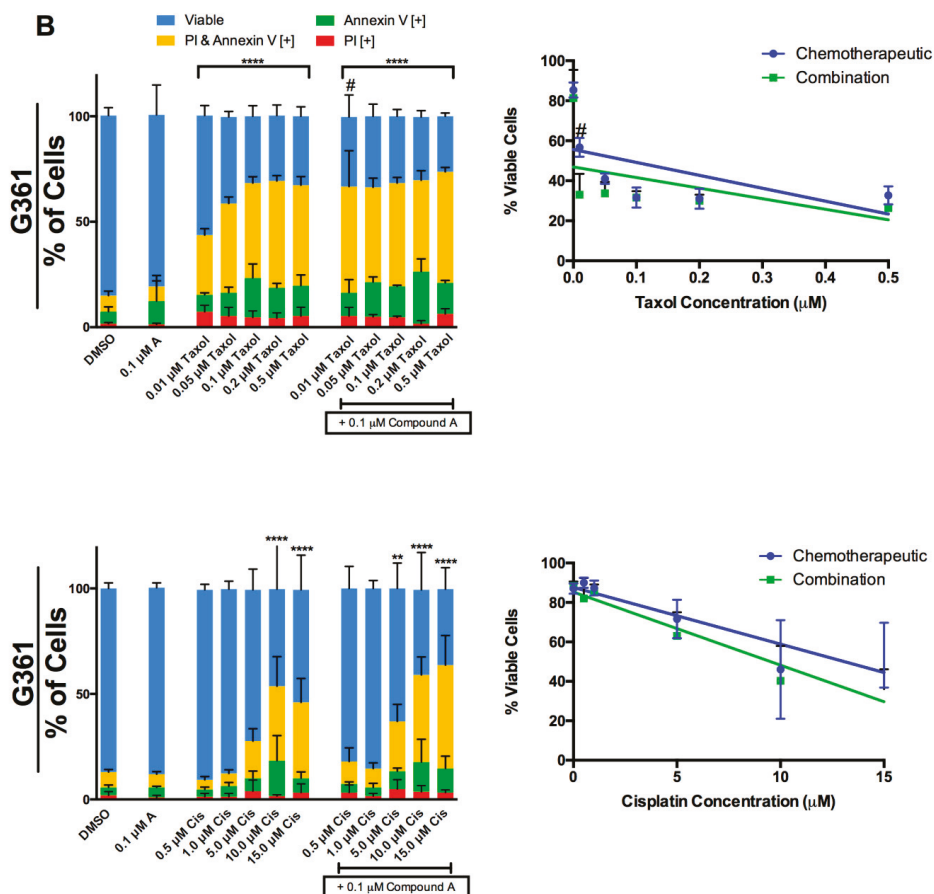 B
Viable
Annexin V [+]
PI & Annexin V [+]
PI [+]
****
****
#
G361
% of Cells
100
50
0
DMSO
0.1 µM A
0.01 µM Taxol
0.05 µM Taxol
0.1 µM Taxol
0.2 µM Taxol
0.5 µM Taxol
0.01 µM Taxol
0.05 µM Taxol
0.1 µM Taxol
0.2 µM Taxol
0.5 µM Taxol
+ 0.1 µM Compound A
Chemotherapeutic
Combination
#
% Viable Cells
100
80
60
40
20
0
0.0
0.1
0.2
0.3
0.4
0.5
Taxol Concentration (µM)
G361
% of Cells
100
50
0
****
****
**
****
****
DMSO
0.1 µM A
0.5 µM Cis
1.0 µM Cis
5.0 µM Cis
10.0 µM Cis
15.0 µM Cis
0.5 µM Cis
1.0 µM Cis
5.0 µM Cis
10.0 µM Cis
15.0 µM Cis
+ 0.1 µM Compound A
Chemotherapeutic
Combination
% Viable Cells
100
80
60
40
20
0
0
5
10
15
Cisplatin Concentration (µM)